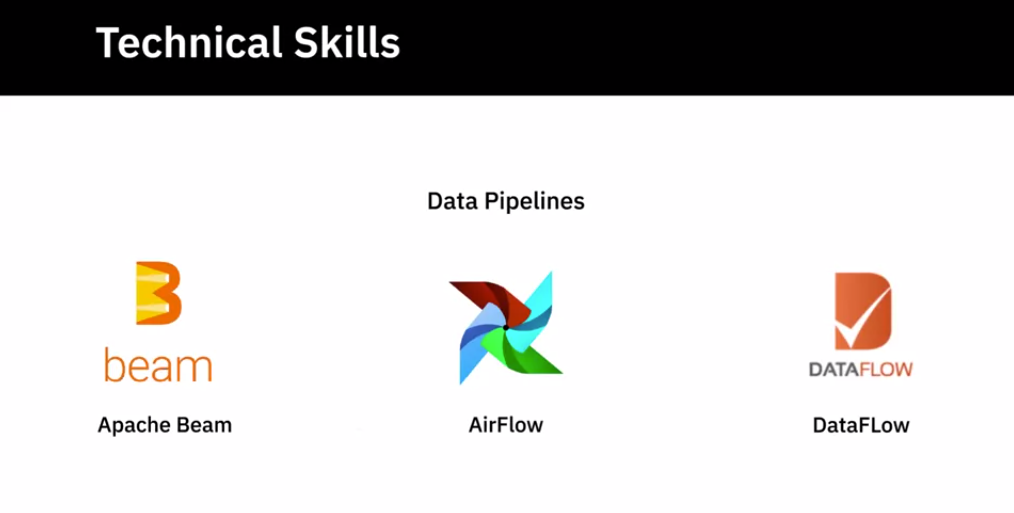 Technical Skills
Data Pipelines
beam
DATAFLOW
Apache Beam
AirFlow
DataFLow